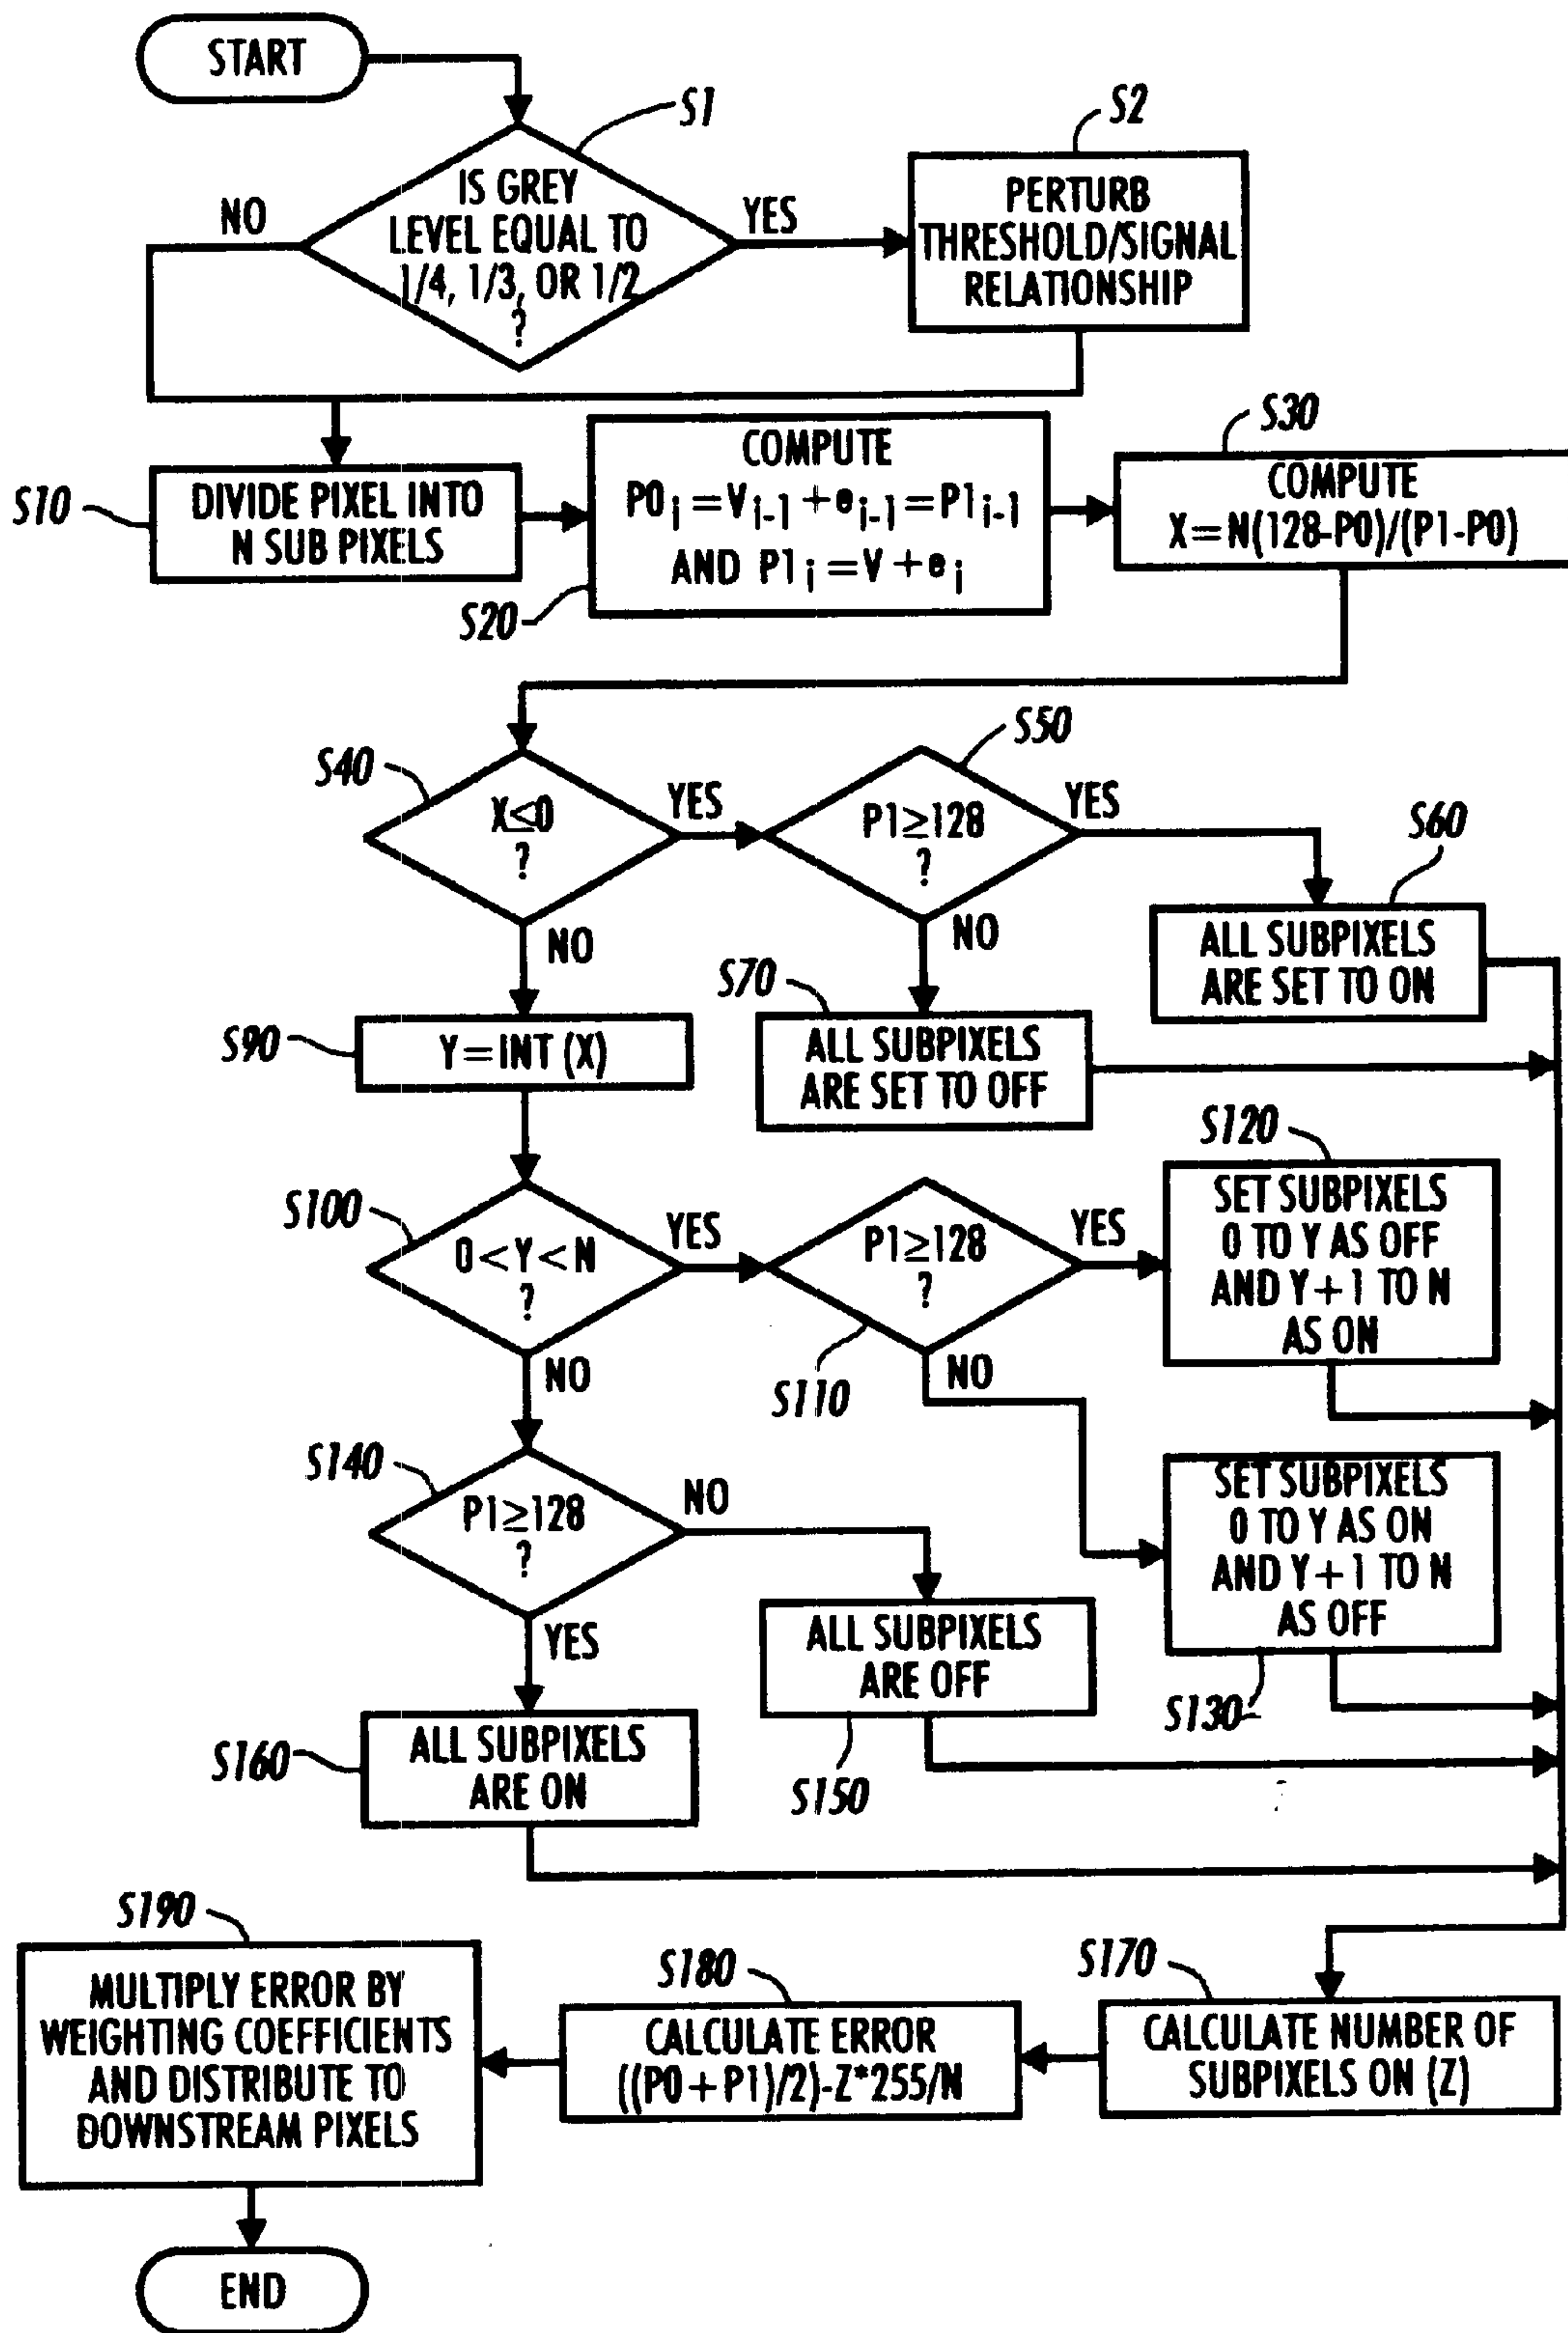 START
S1
IS GREY
LEVEL EQUAL TO
1/4, 1/3, OR 1/2
?
NO
YES
S2
PERTURB
THRESHOLD/SIGNAL
RELATIONSHIP
S10
DIVIDE PIXEL INTO
N SUB PIXELS
S20
COMPUTE
P0 i = V i-1 + e i-1 = P1 i-1
AND P1 i = V + e i
S30
COMPUTE
X=N(128-P0)/(P1-P0)
S40
X≤0
?
YES
NO
S50
P1≥128
?
YES
NO
S60
ALL SUBPIXELS
ARE SET TO ON
S70
ALL SUBPIXELS
ARE SET TO OFF
S90
Y=INT (X)
S100
0<Y<N
?
YES
NO
S110
P1≥128
?
YES
NO
S120
SET SUBPIXELS
0 TO Y AS OFF
AND Y+1 TO N
AS ON
S130
SET SUBPIXELS
0 TO Y AS ON
AND Y+1 TO N
AS OFF
S140
P1≥128
?
NO
YES
S150
ALL SUBPIXELS
ARE OFF
S160
ALL SUBPIXELS
ARE ON
S170
CALCULATE NUMBER OF
SUBPIXELS ON (Z)
S180
CALCULATE ERROR
((P0+P1)/2)-Z*255/N
S190
MULTIPLY ERROR BY
WEIGHTING COEFFICIENTS
AND DISTRIBUTE TO
DOWNSTREAM PIXELS
END